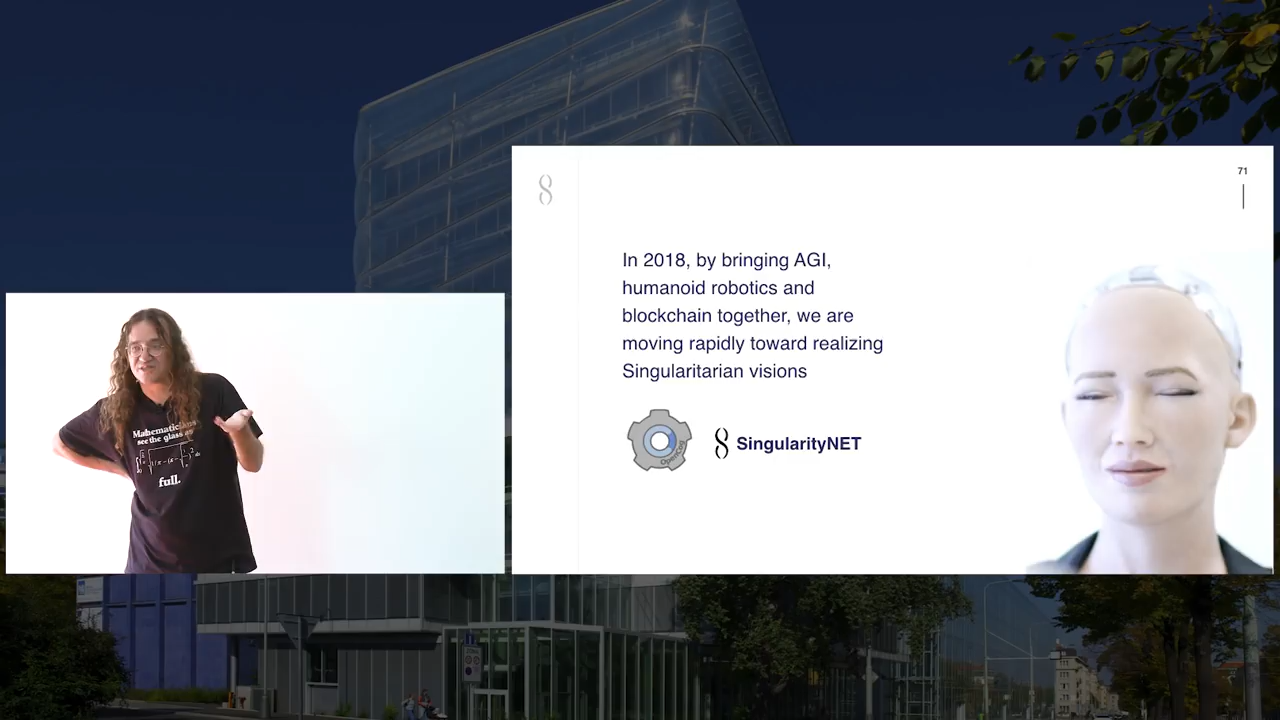 71
In 2018, by bringing AGI,
humanoid robotics and
blockchain together, we are
moving rapidly toward realizing
Singularitarian visions
SingularityNET
Mathematicians
see the glass as
full.